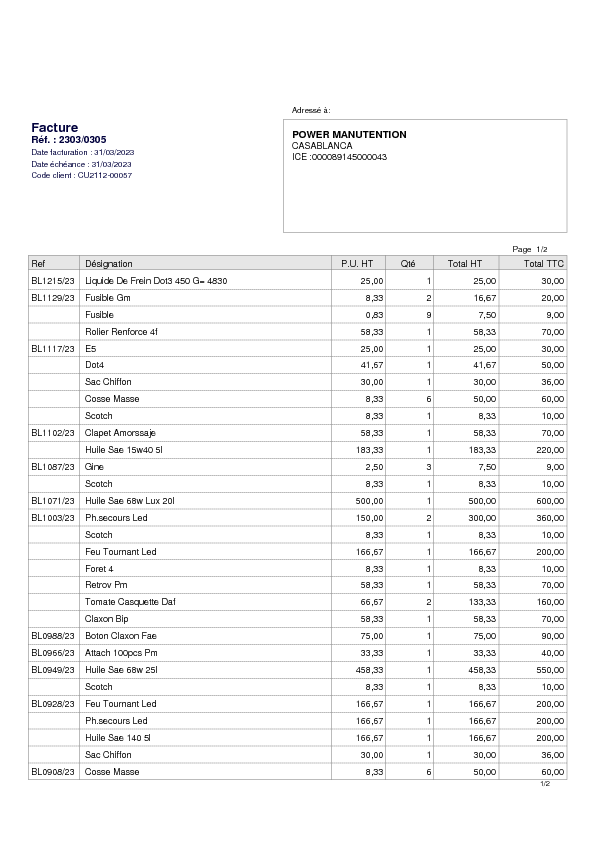 Adressé à:
Facture
Réf. : 2303/0305
Date facturation : 31/03/2023
Date échéance : 31/03/2023
Code client : CU2112-00057
POWER MANUTENTION
CASABLANCA
ICE :000089145000043
Page 1/2
Ref Désignation P.U. HT Qté Total HT Total TTC
BL1215/23 Liquide De Frein Dot3 450 G= 4830 25,00 1 25,00 30,00
BL1129/23 Fusible Gm 8,33 2 16,67 20,00
Fusible 0,83 9 7,50 9,00
Rolier Renforce 4f 58,33 1 58,33 70,00
BL1117/23 E5 25,00 1 25,00 30,00
Dot4 41,67 1 41,67 50,00
Sac Chiffon 30,00 1 30,00 36,00
Cosse Masse 8,33 6 50,00 60,00
Scotch 8,33 1 8,33 10,00
BL1102/23 Clapet Amorssaje 58,33 1 58,33 70,00
Huile Sae 15w40 5l 183,33 1 183,33 220,00
BL1087/23 Gine 2,50 3 7,50 9,00
Scotch 8,33 1 8,33 10,00
BL1071/23 Huile Sae 68w Lux 20l 500,00 1 500,00 600,00
BL1003/23 Ph.secours Led 150,00 2 300,00 360,00
Scotch 8,33 1 8,33 10,00
Feu Tournant Led 166,67 1 166,67 200,00
Foret 4 8,33 1 8,33 10,00
Retrov Pm 58,33 1 58,33 70,00
Tomate Casquette Daf 66,67 2 133,33 160,00
Claxon Bip 58,33 1 58,33 70,00
BL0988/23 Boton Claxon Fae 75,00 1 75,00 90,00
BL0966/23 Attach 100pcs Pm 33,33 1 33,33 40,00
BL0949/23 Huile Sae 68w 25l 458,33 1 458,33 550,00
Scotch 8,33 1 8,33 10,00
BL0928/23 Feu Tournant Led 166,67 1 166,67 200,00
Ph.secours Led 166,67 1 166,67 200,00
Huile Sae 140 5l 166,67 1 166,67 200,00
Sac Chiffon 30,00 1 30,00 36,00
BL0908/23 Cosse Masse 8,33 6 50,00 60,00
1/2